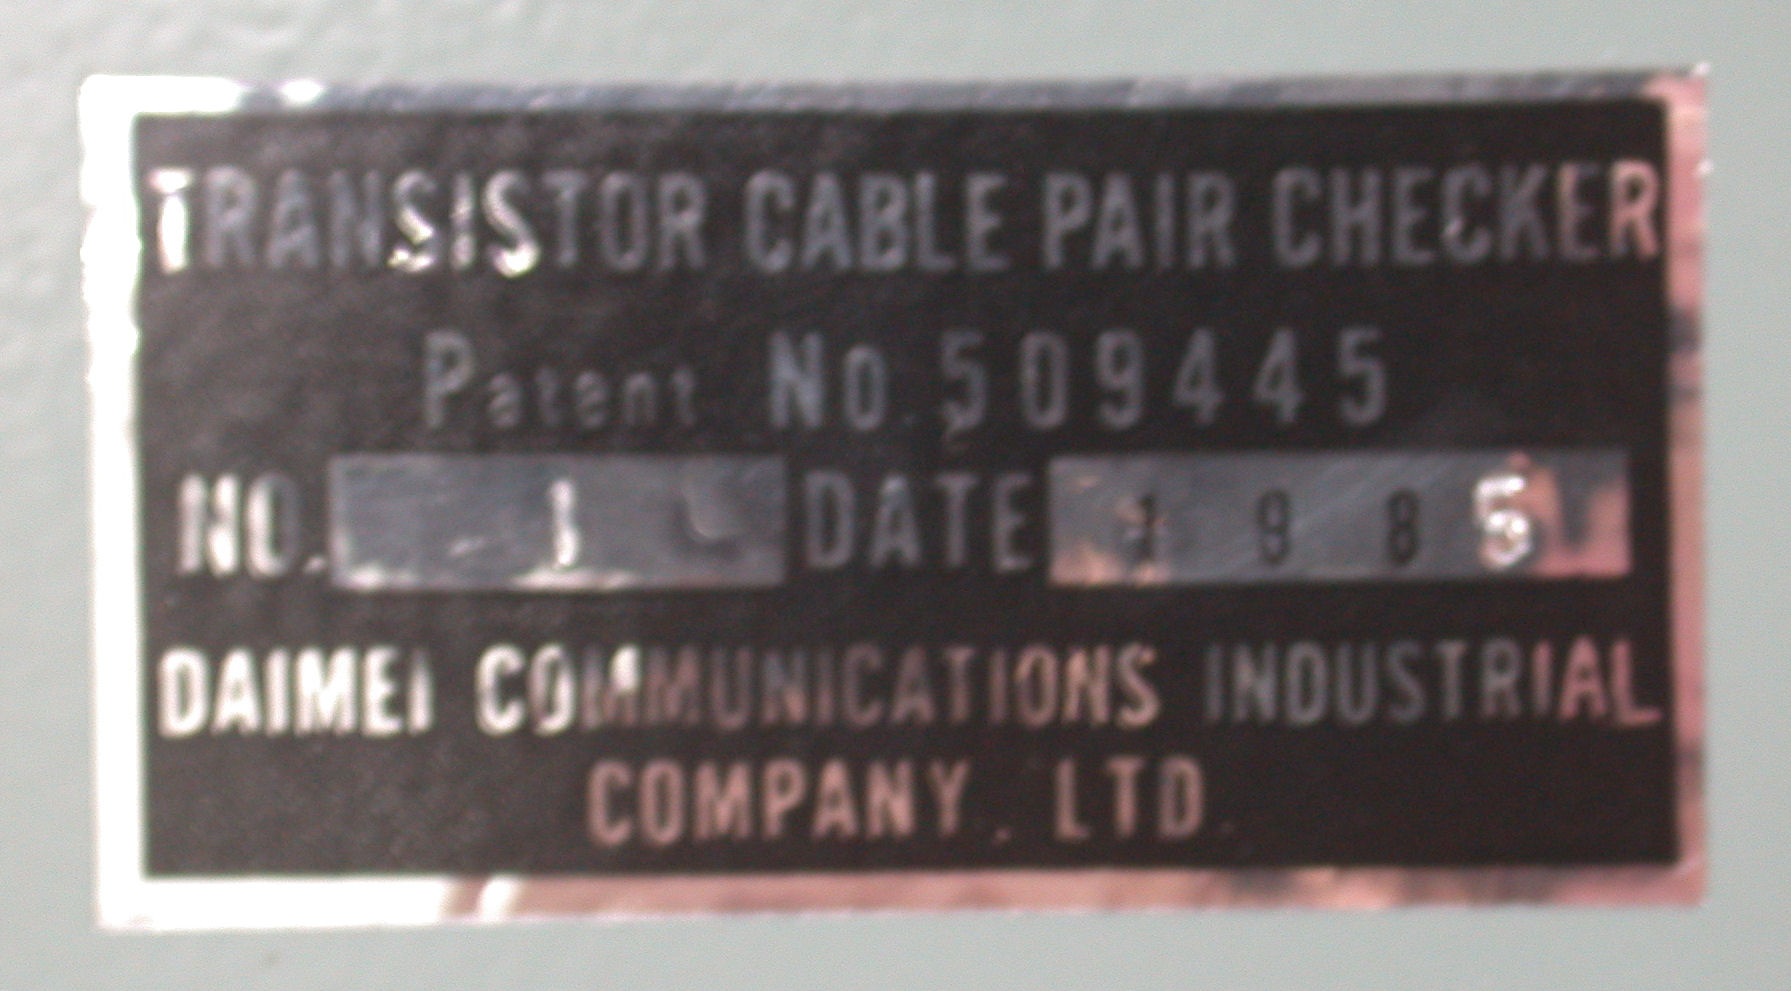 TRANSISTOR CABLE PAIR CHECKER
Patent No.509445
NO. 1 DATE 1985
DAIMEI COMMUNICATIONS INDUSTRIAL
COMPANY. LTD.